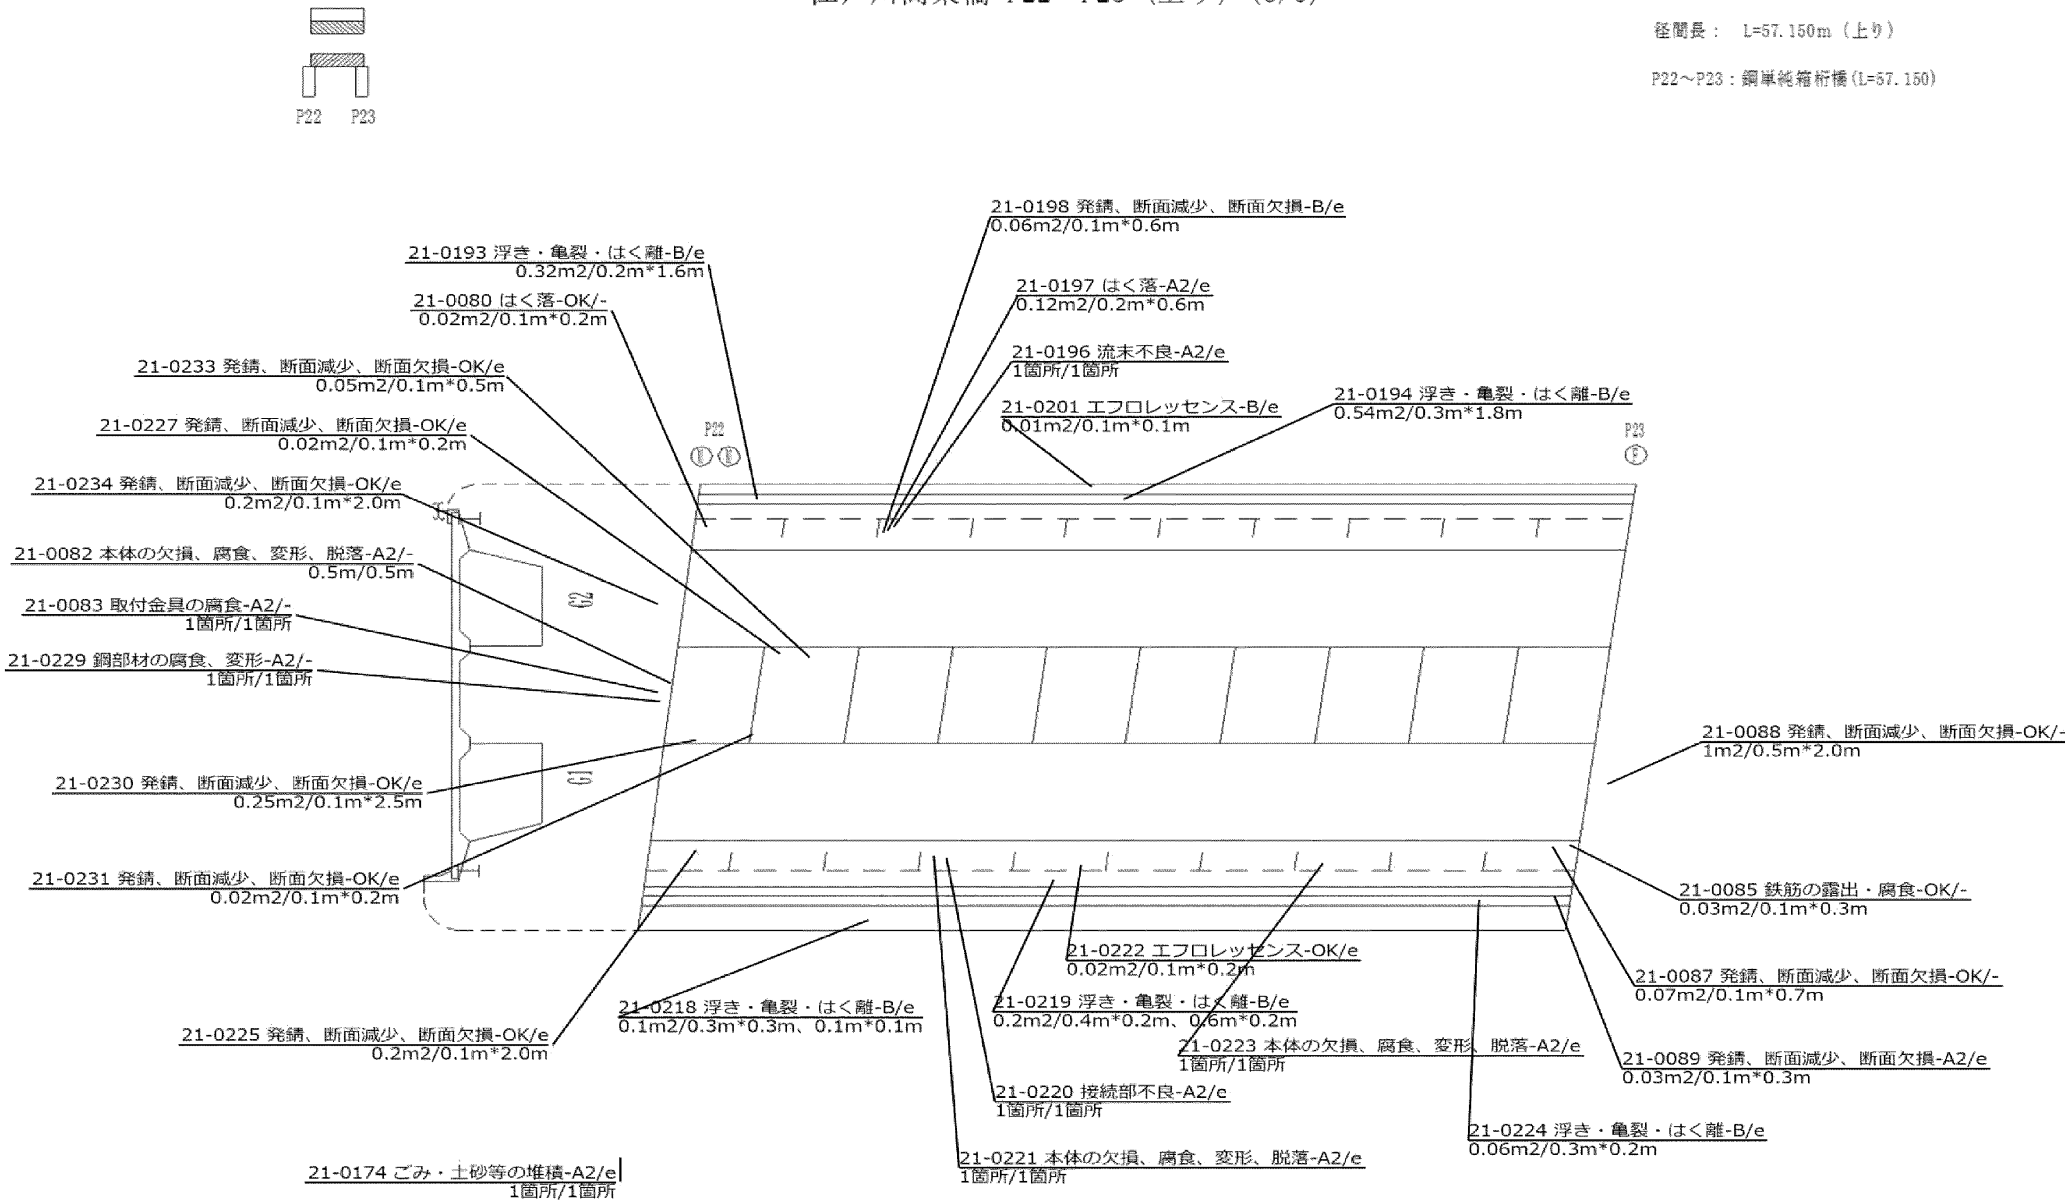 P22～P23
径間長： L=57.150m（上り）
P22～P23：鋼単純箱桁橋(L=57.150)
P22 P23
21-0198 発錆、断面減少、断面欠損-B/e
0.06m2/0.1m*0.6m
21-0193 浮き・亀裂・はく離-B/e
0.32m2/0.2m*1.6m
21-0197 はく落-A2/e
0.12m2/0.2m*0.6m
21-0080 はく落-OK/-
0.02m2/0.1m*0.2m
21-0196 流末不良-A2/e
1箇所/1箇所
21-0233 発錆、断面減少、断面欠損-OK/e
0.05m2/0.1m*0.5m
21-0194 浮き・亀裂・はく離-B/e
0.54m2/0.3m*1.8m
21-0201 エフロレッセンス-B/e
0.01m2/0.1m*0.1m
21-0227 発錆、断面減少、断面欠損-OK/e
0.02m2/0.1m*0.2m
P22
P23
F
21-0234 発錆、断面減少、断面欠損-OK/e
0.2m2/0.1m*2.0m
21-0082 本体の欠損、腐食、変形、脱落-A2/-
0.5m/0.5m
G2
21-0083 取付金具の腐食-A2/-
1箇所/1箇所
21-0229 鋼部材の腐食、変形-A2/-
1箇所/1箇所
21-0088 発錆、断面減少、断面欠損-OK/-
1m2/0.5m*2.0m
G1
21-0230 発錆、断面減少、断面欠損-OK/e
0.25m2/0.1m*2.5m
21-0231 発錆、断面減少、断面欠損-OK/e
0.02m2/0.1m*0.2m
21-0085 鉄筋の露出・腐食-OK/-
0.03m2/0.1m*0.3m
21-0222 エフロレッセンス-OK/e
0.02m2/0.1m*0.2m
21-0087 発錆、断面減少、断面欠損-OK/-
0.07m2/0.1m*0.7m
21-0218 浮き・亀裂・はく離-B/e
0.1m2/0.3m*0.3m、0.1m*0.1m
21-0219 浮き・亀裂・はく離-B/e
0.2m2/0.4m*0.2m、0.6m*0.2m
21-0225 発錆、断面減少、断面欠損-OK/e
0.2m2/0.1m*2.0m
21-0223 本体の欠損、腐食、変形、脱落-A2/e
1箇所/1箇所
21-0089 発錆、断面減少、断面欠損-A2/e
0.03m2/0.1m*0.3m
21-0220 接続部不良-A2/e
1箇所/1箇所
21-0224 浮き・亀裂・はく離-B/e
0.06m2/0.3m*0.2m
21-0221 本体の欠損、腐食、変形、脱落-A2/e
1箇所/1箇所
21-0174 ごみ・土砂等の堆積-A2/e
1箇所/1箇所